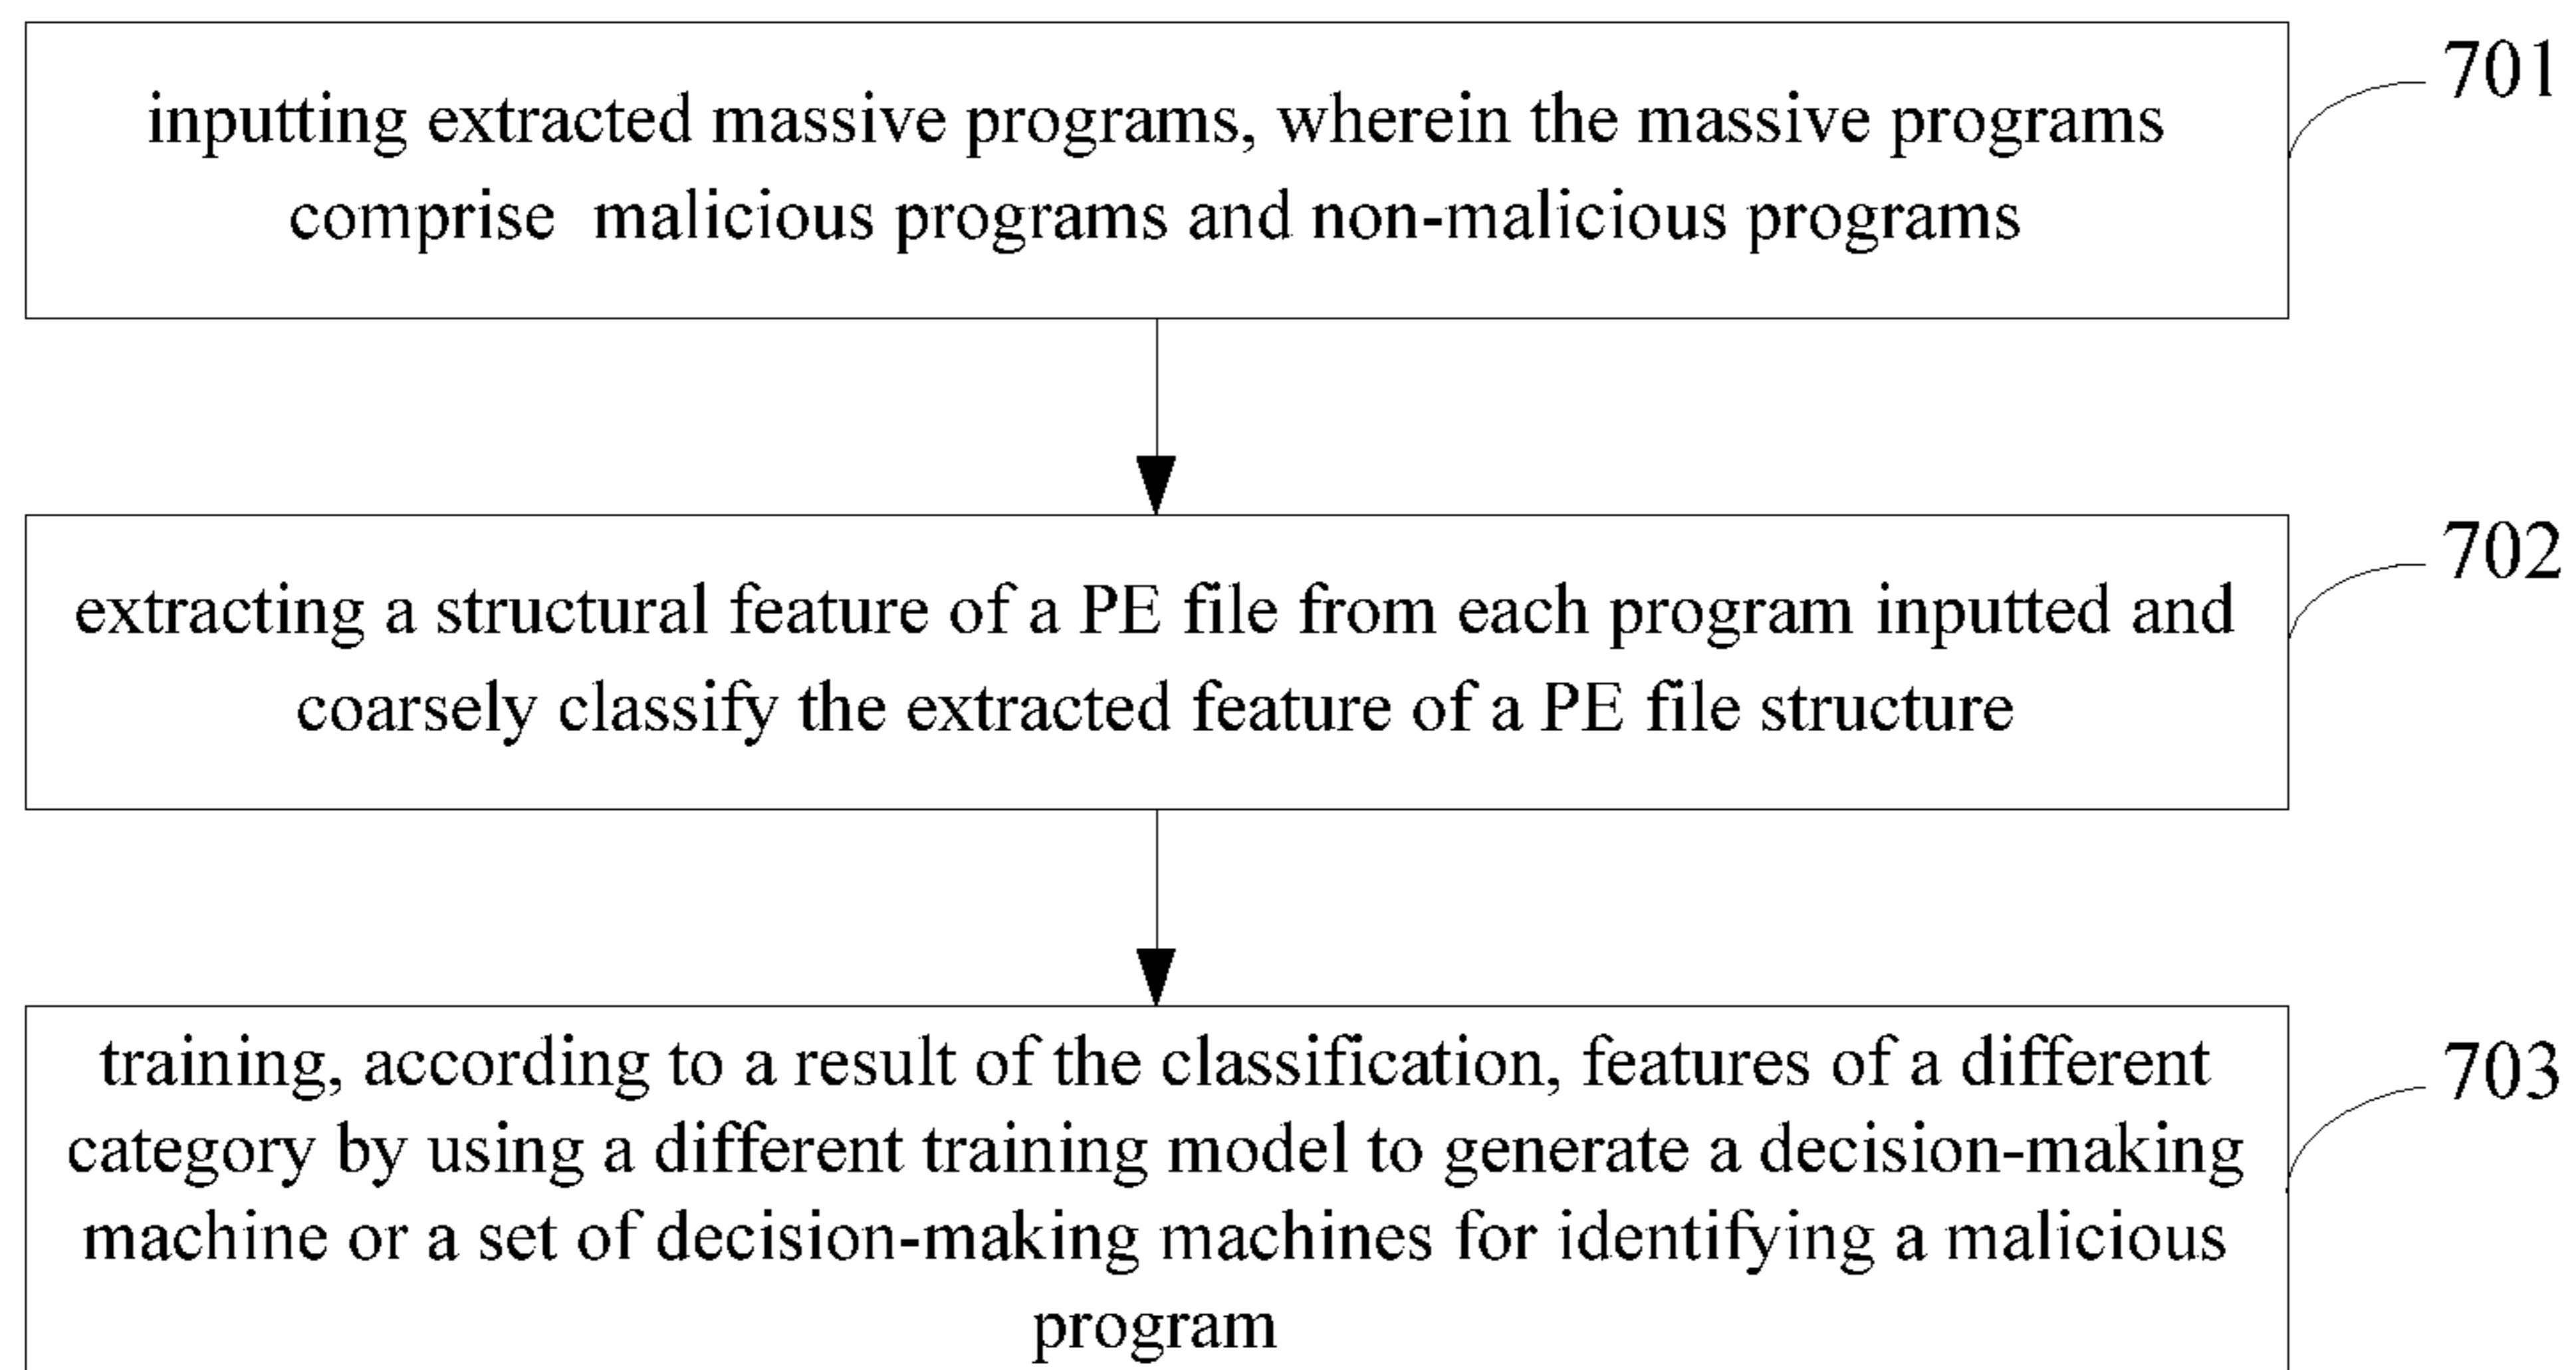 inputting extracted massive programs, wherein the massive programs
comprise malicious programs and non-malicious programs
701
extracting a structural feature of a PE file from each program inputted and
coarsely classify the extracted feature of a PE file structure
702
training, according to a result of the classification, features of a different
category by using a different training model to generate a decision-making
machine or a set of decision-making machines for identifying a malicious
program
703